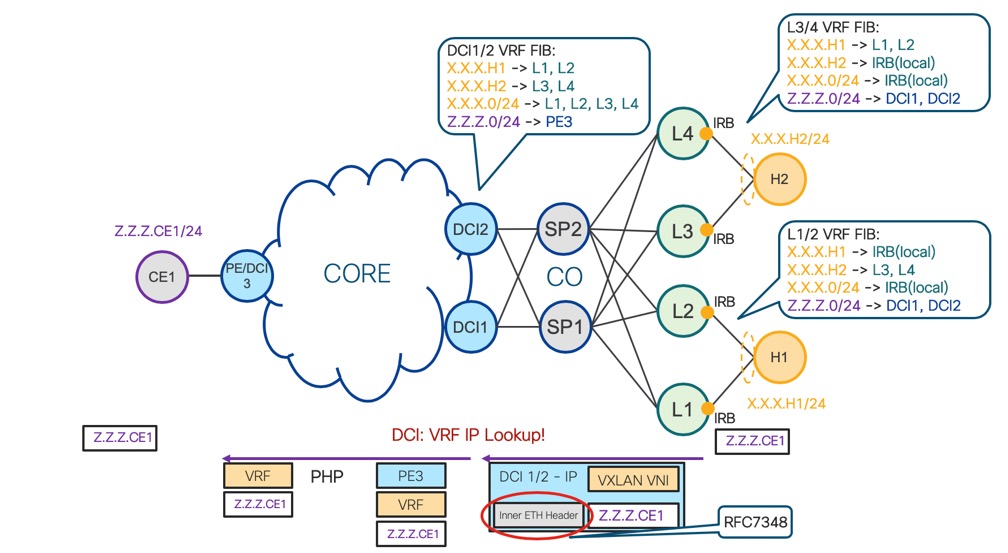 L3/4 VRF FIB:
X.X.X.H1 -> L1, L2
X.X.X.H2 -> IRB(local)
X.X.X.0/24 -> IRB(local)
Z.Z.Z.0/24 -> DCI1, DCI2
DCI1/2 VRF FIB:
X.X.X.H1 -> L1, L2
X.X.X.H2 -> L3, L4
X.X.X.0/24 -> L1, L2, L3, L4
Z.Z.Z.0/24 -> PE3
L4
IRB
X.X.X.H2/24
H2
Z.Z.Z.CE1/24
CE1
PE/DCI
3
CORE
DCI2
SP2
L3
IRB
CO
L1/2 VRF FIB:
X.X.X.H1 -> IRB(local)
X.X.X.H2 -> L3, L4
X.X.X.0/24 -> IRB(local)
Z.Z.Z.0/24 -> DCI1, DCI2
DCI1
SP1
L2
IRB
H1
X.X.X.H1/24
L1
IRB
Z.Z.Z.CE1
DCI: VRF IP Lookup!
Z.Z.Z.CE1
VRF
PHP
PE3
DCI 1/2 - IP
VXLAN VNI
Z.Z.Z.CE1
VRF
Inner ETH Header
Z.Z.Z.CE1
Z.Z.Z.CE1
RFC7348